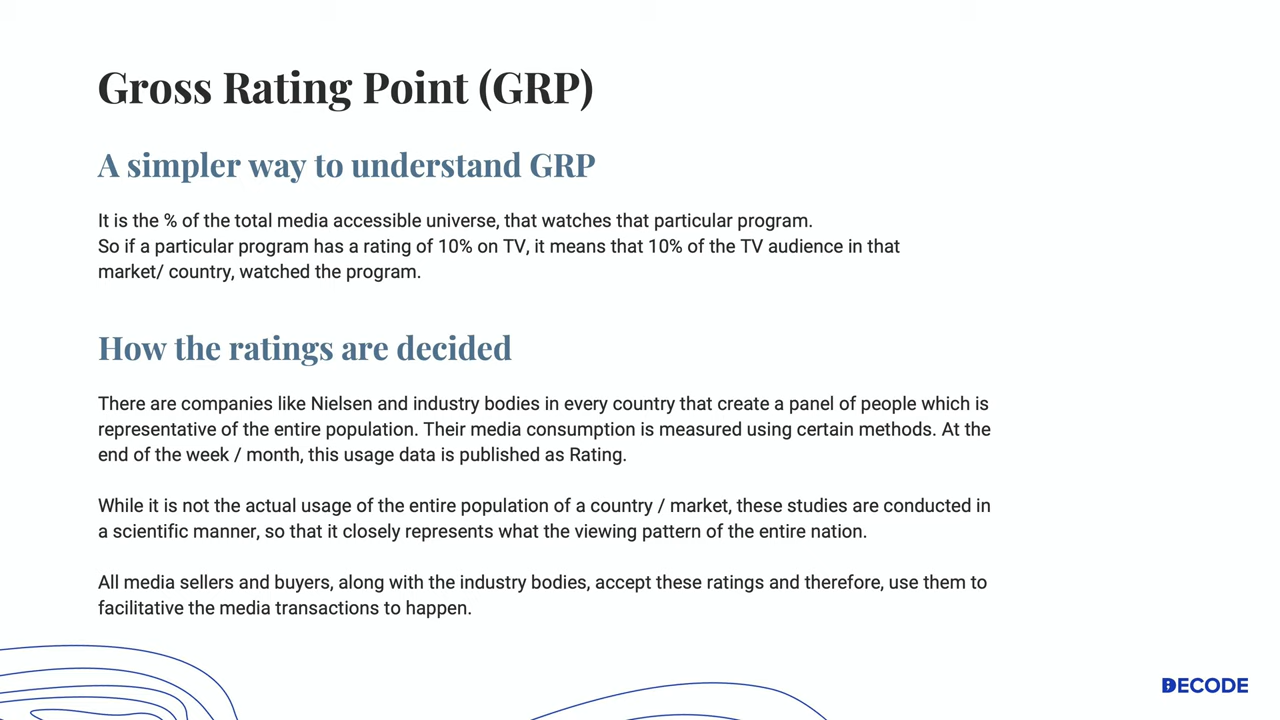 Gross Rating Point (GRP)
A simpler way to understand GRP
It is the % of the total media accessible universe, that watches that particular program.
So if a particular program has a rating of 10% on TV, it means that 10% of the TV audience in that
market/ country, watched the program.
How the ratings are decided
There are companies like Nielsen and industry bodies in every country that create a panel of people which is
representative of the entire population. Their media consumption is measured using certain methods. At the
end of the week / month, this usage data is published as Rating.
While it is not the actual usage of the entire population of a country / market, these studies are conducted in
a scientific manner, so that it closely represents what the viewing pattern of the entire nation.
All media sellers and buyers, along with the industry bodies, accept these ratings and therefore, use them to
facilitative the media transactions to happen.
DECODE